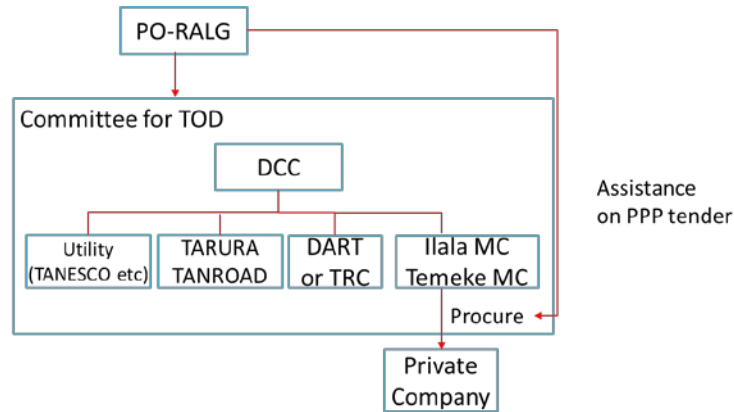 PO-RALG
Committee for TOD
DCC
Utility
(TANESCO etc)
TARURA
TANROAD
DART
or TRC
Ilala MC
Temeke MC
Assistance
on PPP tender
Procure
Private
Company